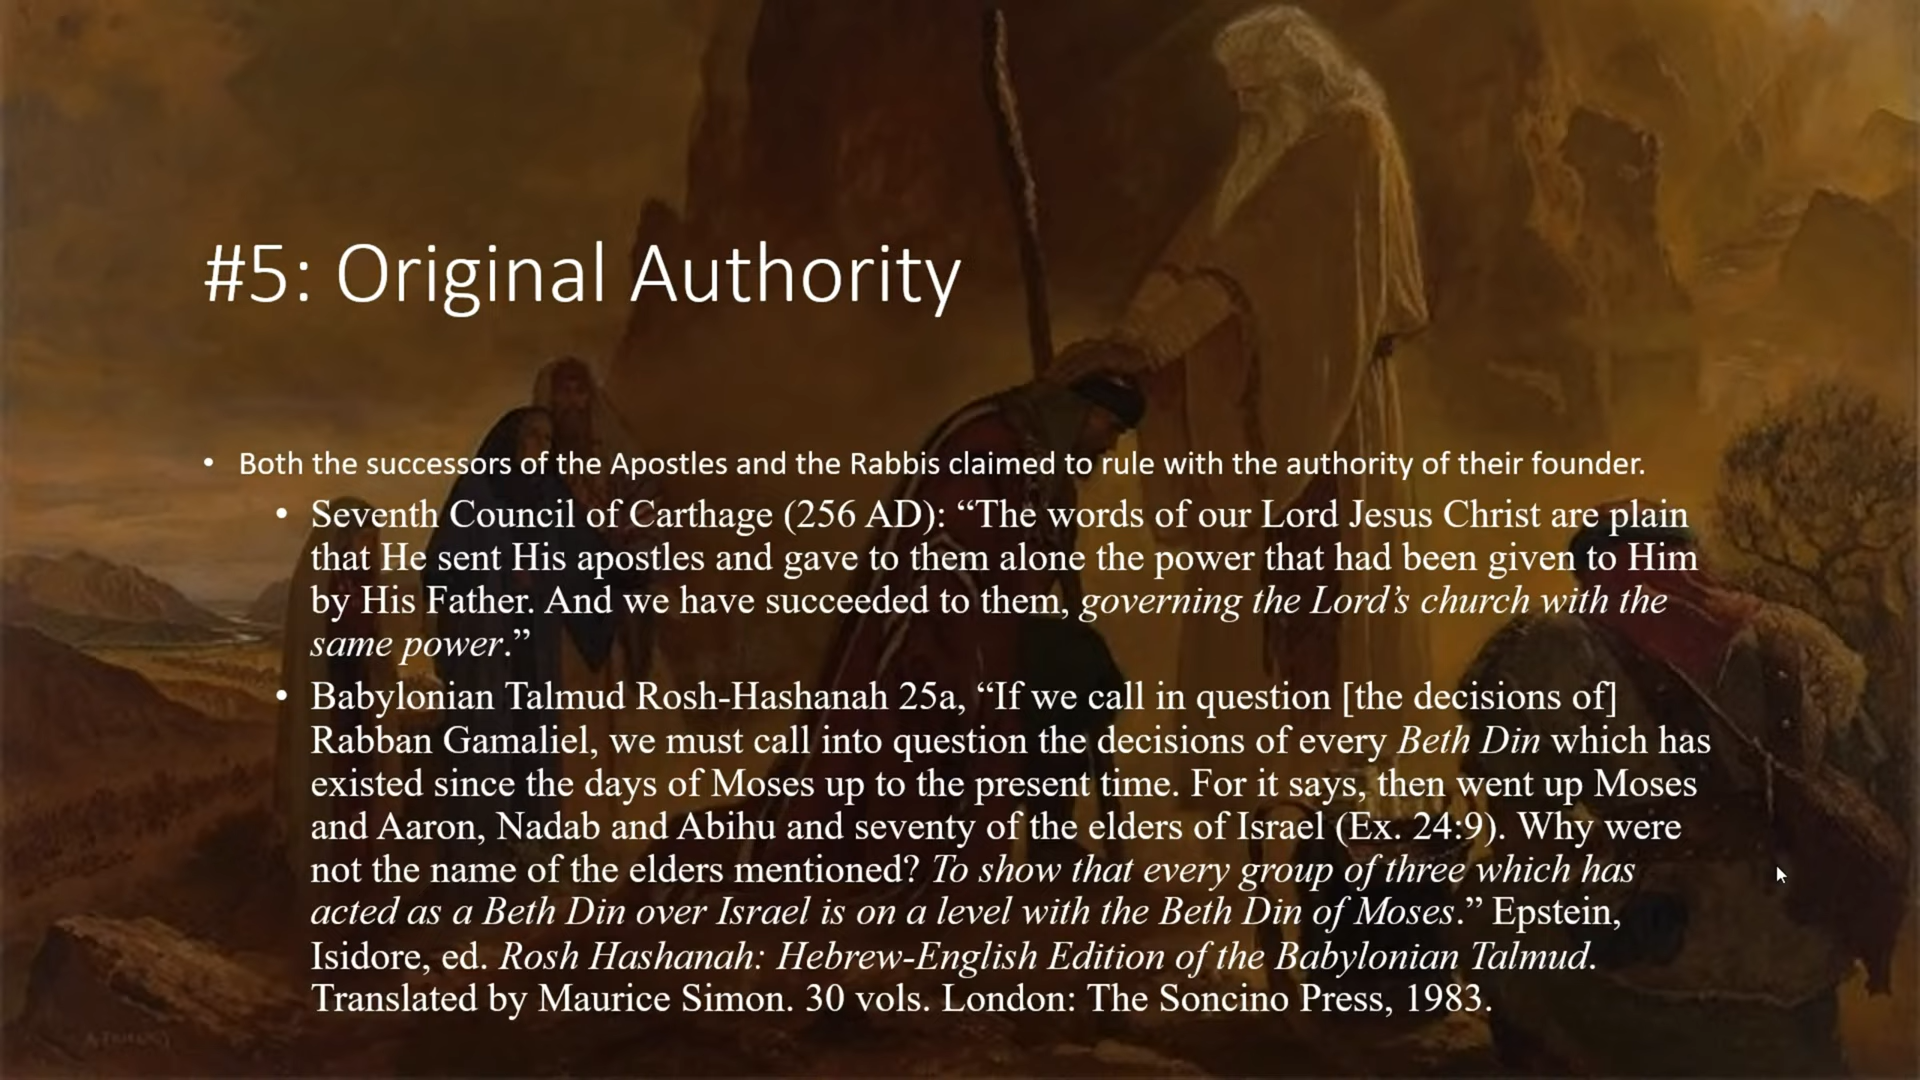 #5: Original Authority
• Both the successors of the Apostles and the Rabbis claimed to rule with the authority of their founder.
• Seventh Council of Carthage (256 AD): “The words of our Lord Jesus Christ are plain
that He sent His apostles and gave to them alone the power that had been given to Him
by His Father. And we have succeeded to them, governing the Lord’s church with the
same power.”
• Babylonian Talmud Rosh-Hashanah 25a, “If we call in question [the decisions of]
Rabban Gamaliel, we must call into question the decisions of every Beth Din which has
existed since the days of Moses up to the present time. For it says, then went up Moses
and Aaron, Nadab and Abihu and seventy of the elders of Israel (Ex. 24:9). Why were
not the name of the elders mentioned? To show that every group of three which has
acted as a Beth Din over Israel is on a level with the Beth Din of Moses.” Epstein,
Isidore, ed. Rosh Hashanah: Hebrew-English Edition of the Babylonian Talmud.
Translated by Maurice Simon. 30 vols. London: The Soncino Press, 1983.